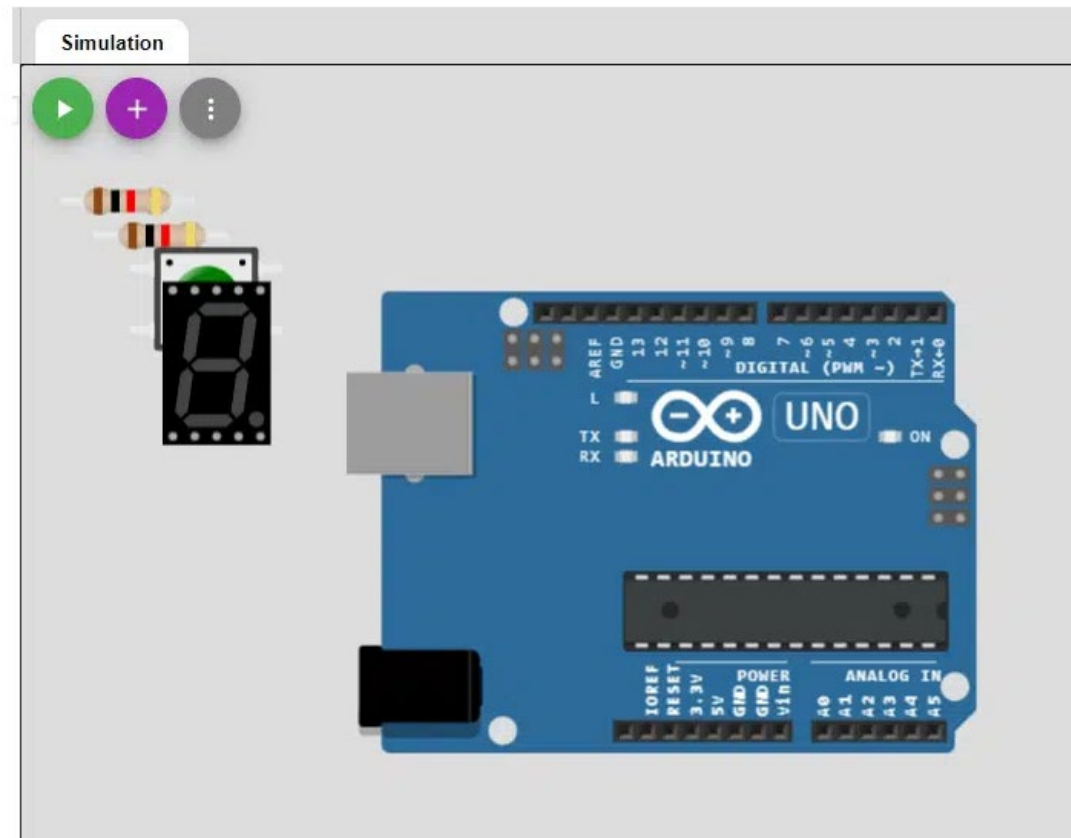 Simulation
AREF
GND
13
12
~11
~10
~9
8
7
~6
~5
4
~3
2
TX→1
RX←0
DIGITAL (PWM ~)
L
TX
RX
UNO
ON
ARDUINO
IOREF
RESET
3.3V
5V
GND
GND
Vin
POWER
ANALOG IN
A0
A1
A2
A3
A4
A5